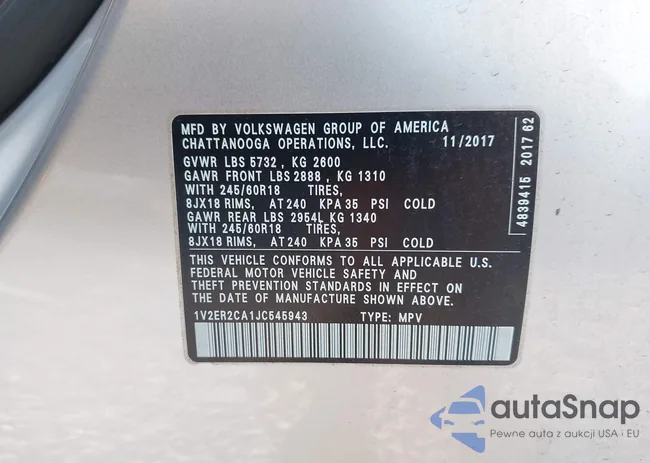 MFD BY VOLKSWAGEN GROUP OF AMERICA
CHATTANOOGA OPERATIONS, LLC. 11/2017
GVWR LBS 5732 , KG 2600
GAWR FRONT LBS 2888 , KG 1310
WITH 245/60R18 TIRES,
8JX18 RIMS, AT 240 KPA 35 PSI COLD
GAWR REAR LBS 2954L KG 1340
WITH 245/60R18 TIRES,
8JX18 RIMS, AT 240 KPA 35 PSI COLD
THIS VEHICLE CONFORMS TO ALL APPLICABLE U.S.
FEDERAL MOTOR VEHICLE SAFETY AND
THEFT PREVENTION STANDARDS IN EFFECT ON
THE DATE OF MANUFACTURE SHOWN ABOVE.
1V2ER2CA1JC545943 TYPE: MPV
4839415 2017 62
autoSnap
Pewne auta z aukcji USA i EU